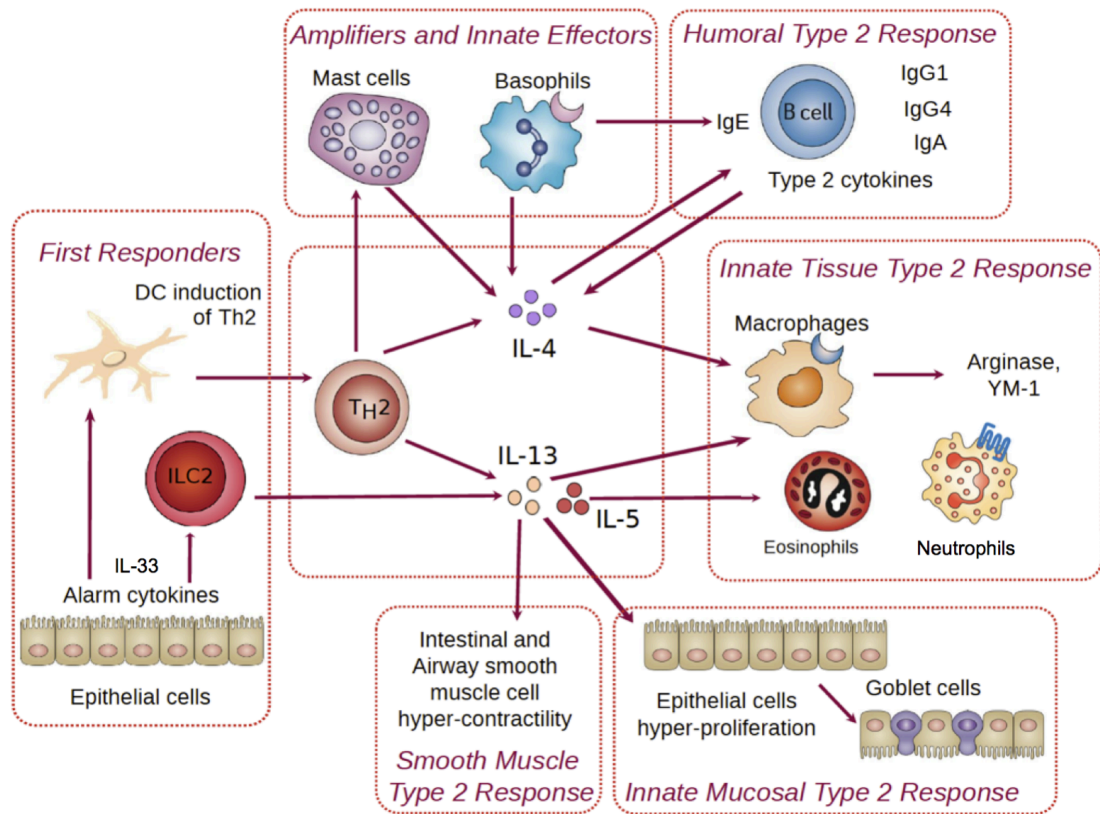 Amplifiers and Innate Effectors
Mast cells
Basophils
Humoral Type 2 Response
IgG1
IgE
B cell
IgG4
IgA
Type 2 cytokines
First Responders
DC induction
of Th2
ILC2
IL-33
Alarm cytokines
Epithelial cells
IL-4
TH2
IL-13
IL-5
Innate Tissue Type 2 Response
Macrophages
Arginase,
YM-1
Eosinophils
Neutrophils
Intestinal and
Airway smooth
muscle cell
hyper-contractility
Smooth Muscle
Type 2 Response
Epithelial cells
hyper-proliferation
Goblet cells
Innate Mucosal Type 2 Response